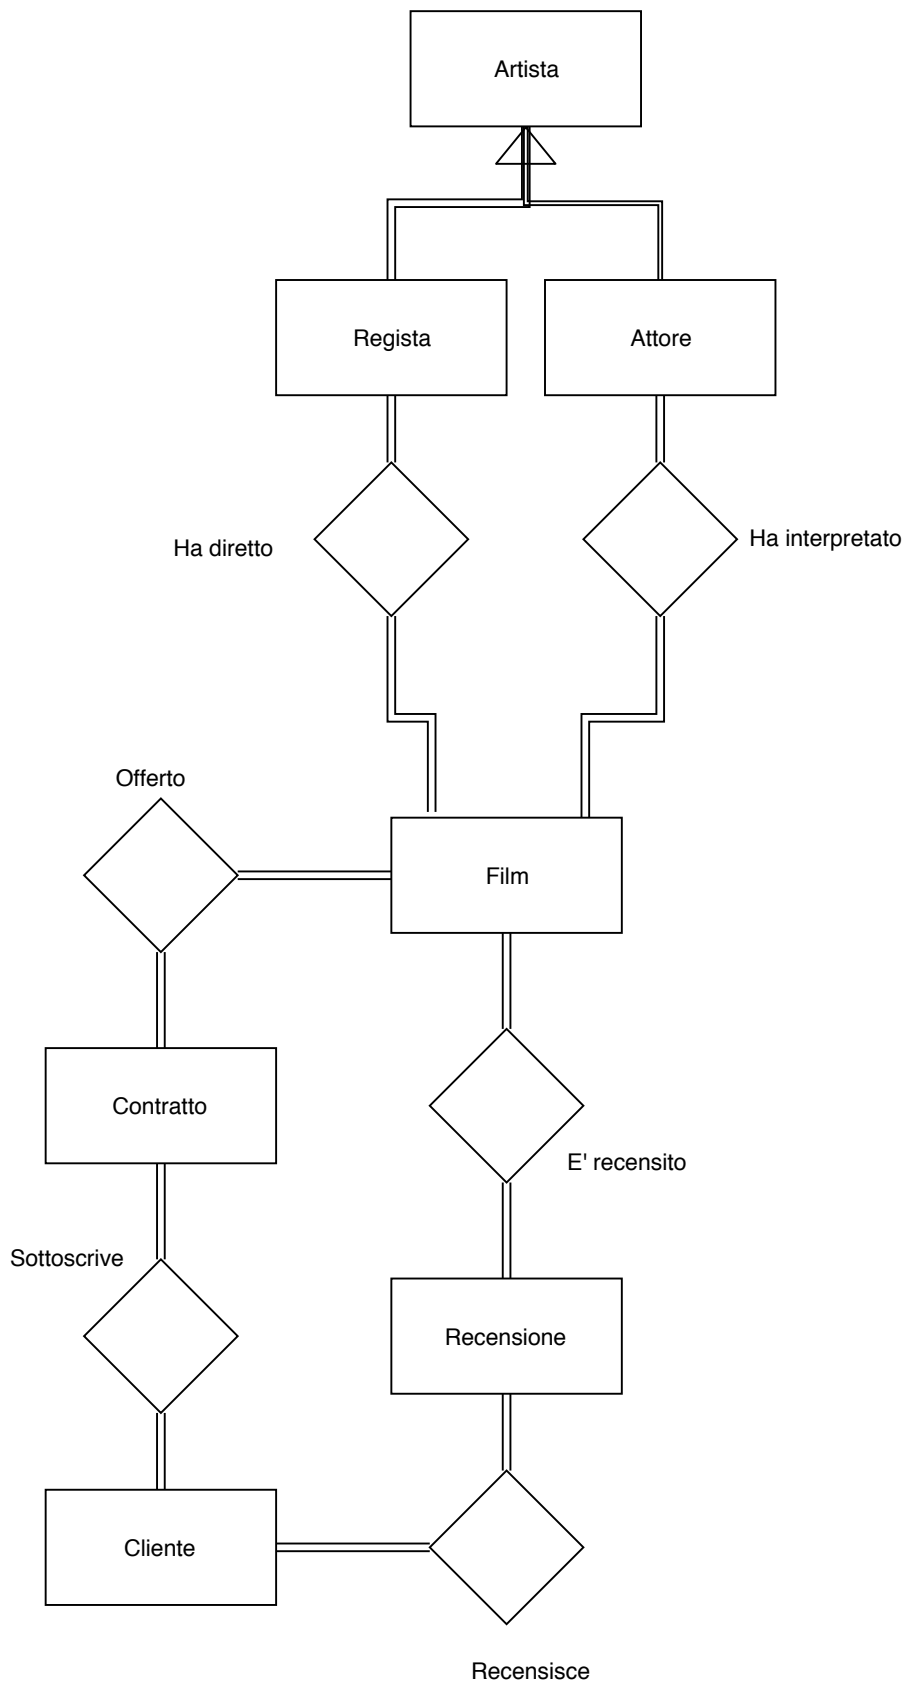 Artista
Regista
Attore
Ha diretto
Ha interpretato
Offerto
Film
Contratto
E' recensito
Sottoscrive
Recensione
Cliente
Recensisce